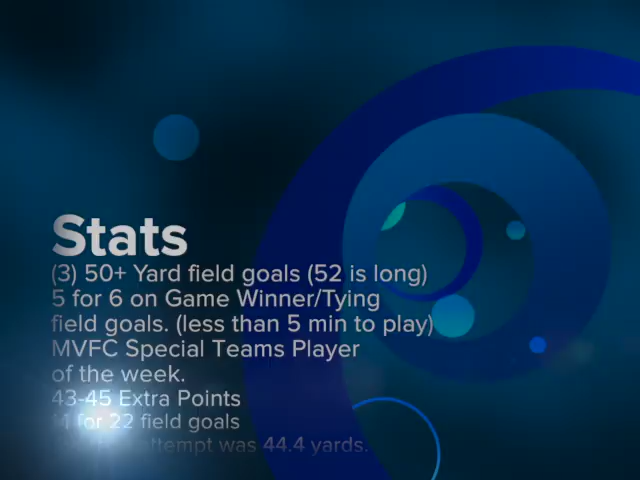 Stats
(3) 50+ Yard field goals (52 is long)
5 for 6 on Game Winner/Tying
field goals. (less than 5 min to play)
MVFC Special Teams Player
of the week.
43-45 Extra Points
for 22 field goals
attempt was 44.4 yards.